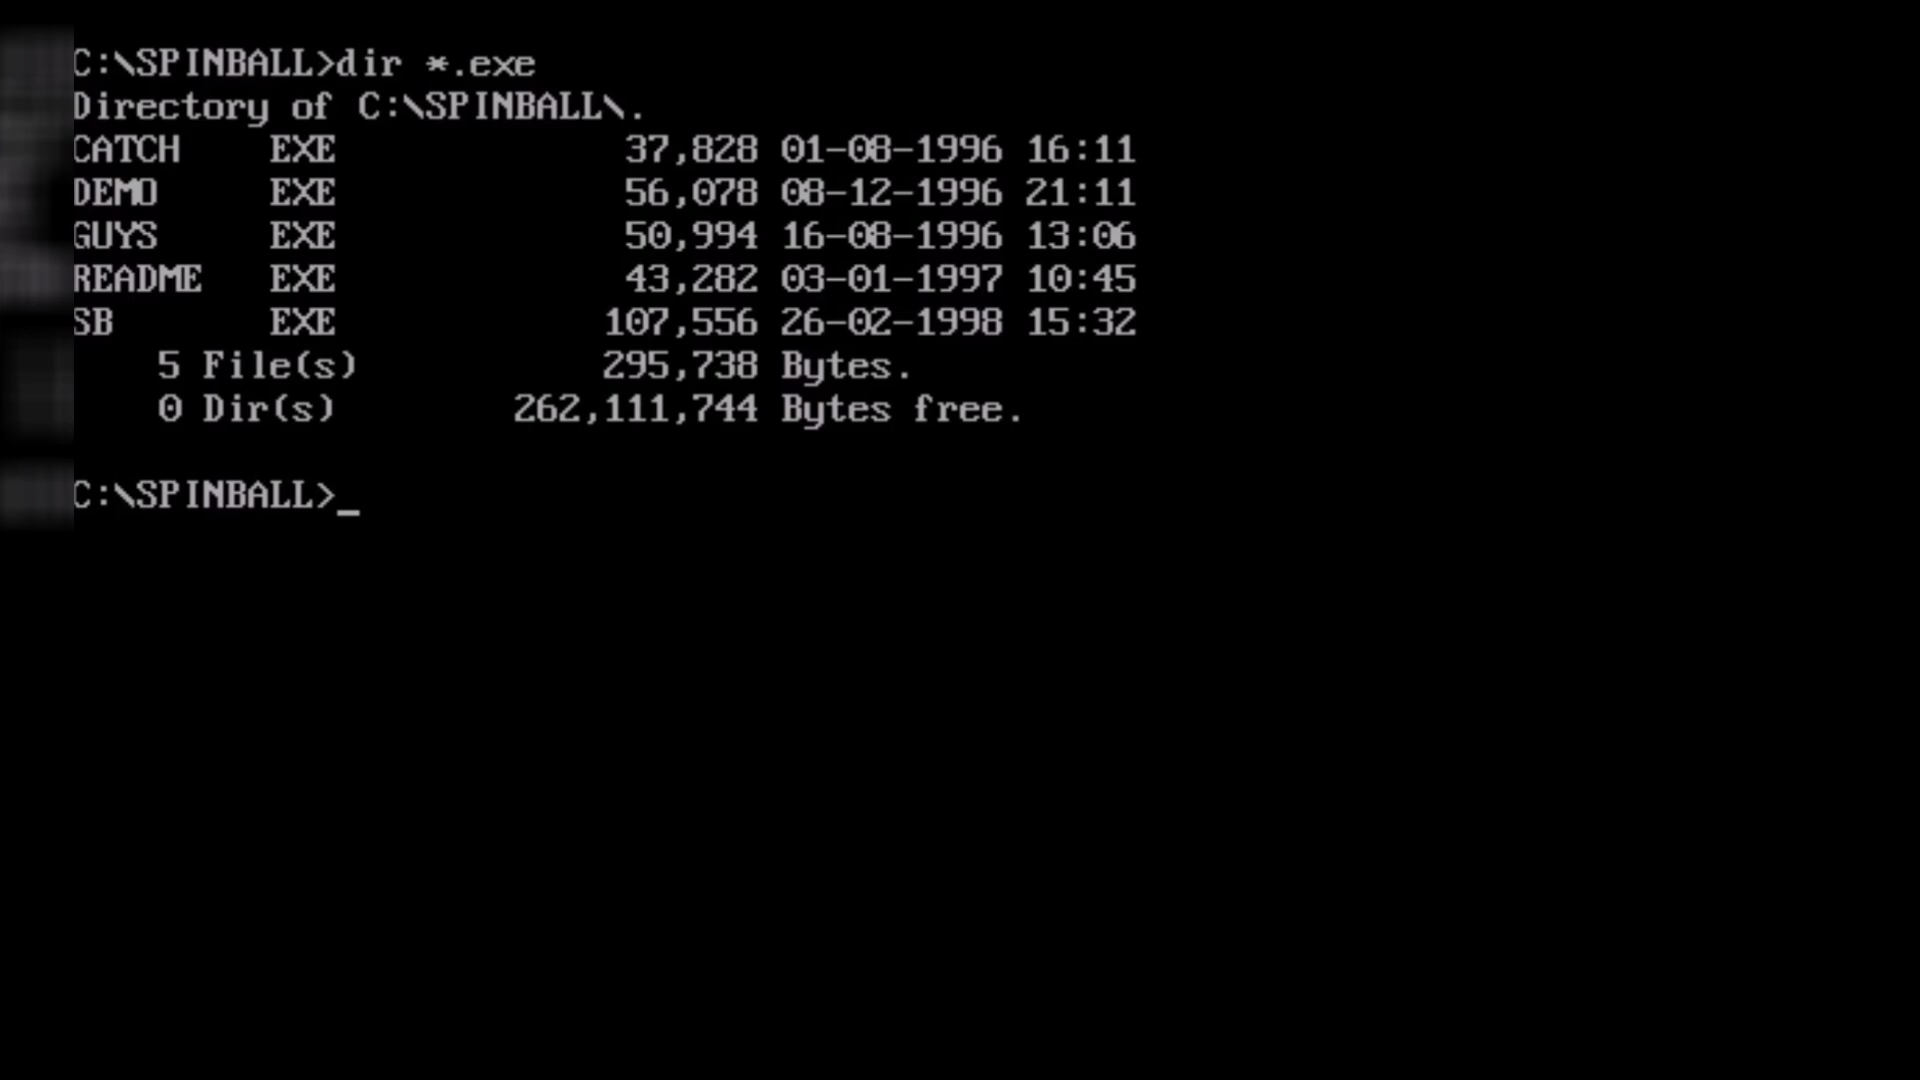 C:\SPINBALL>dir *.exe
Directory of C:\SPINBALL\.
CATCH    EXE             37,828 01-08-1996 16:11
DEMO     EXE             56,078 08-12-1996 21:11
GUYS     EXE             50,994 16-08-1996 13:06
README   EXE             43,282 03-01-1997 10:45
SB       EXE            107,556 26-02-1998 15:32
    5 File(s)           295,738 Bytes.
    0 Dir(s)        262,111,744 Bytes free.
C:\SPINBALL>_